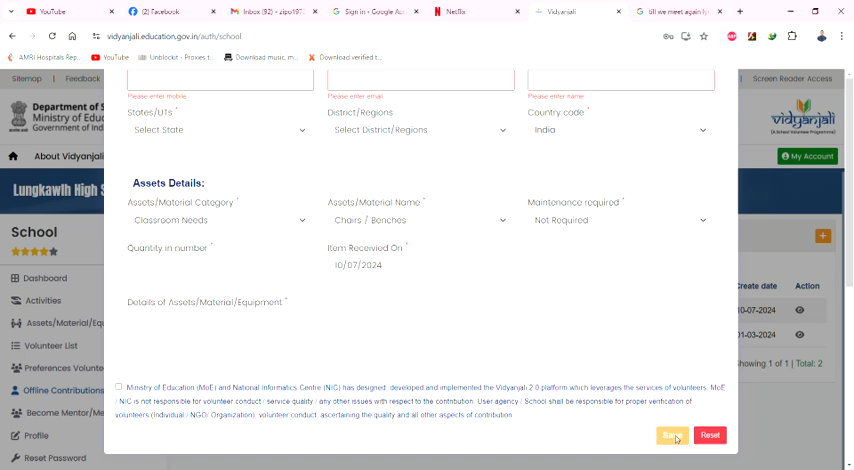 YouTube
(2) Facebook
Inbox (92) - zipp197...
Sign in - Google Acc
Netflix
Vidyanjali
till we meet again lyr
vidyanjali.education.gov.in/auth/school
AMRI Hospitals Rep...
YouTube
Unblockit - Proxies t...
Download music, m...
Download verified t...
Sitemap | Feedback
Screen Reader Access
Department of S
Ministry of Educ
Government of Indi
vidyanjali
(A School Volunteer Programme)
About Vidyanjali
My Account
Lungkawlh High S
School
Dashboard
Activities
Assets/Material/Equ
Volunteer List
Preferences Volunte
Offline Contributions
Become Mentor/Me
Profile
Reset Password
Please enter mobile
Please enter email
Please enter name
States/UTs *
District/Regions
Country code *
Select State
Select District/Regions
India
Assets Details:
Assets/Material Category *
Assets/Material Name *
Maintenance required *
Classroom Needs
Chairs / Benches
Not Required
Quantity in number *
Item Receivied On *
10/07/2024
Details of Assets/Material/Equipment *
Ministry of Education (MoE) and National Informatics Centre (NIC) has designed, developed and implemented the Vidyanjali 2.0 platform which leverages the services of volunteers. MoE
/ NIC is not responsible for volunteer conduct / service quality / any other issues with respect to the contribution. User agency / School shall be responsible for proper verification of
volunteers (Individual / NGO/ Organization), volunteer conduct, ascertaining the quality and all other aspects of contribution.
Save
Reset
Create date
Action
10-07-2024
01-03-2024
Showing 1 of 1 | Total: 2